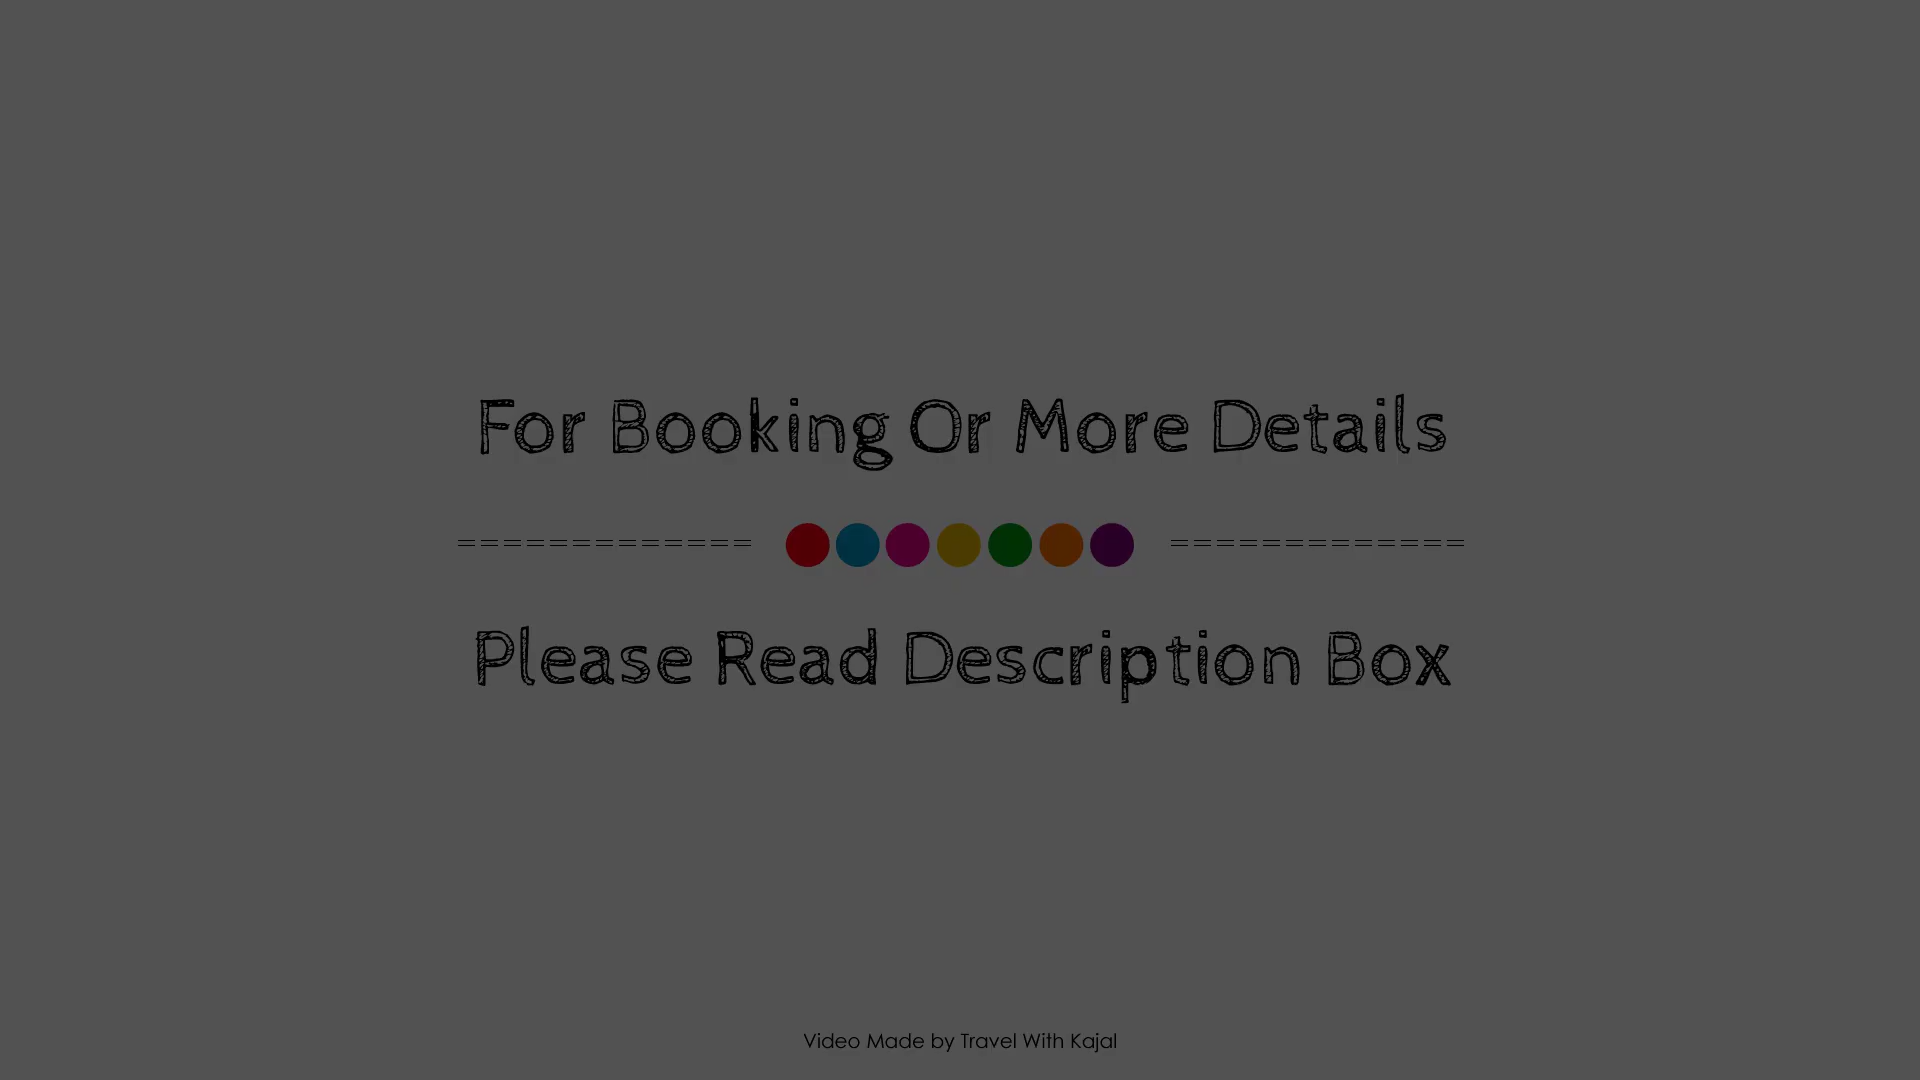 For Booking Or More Details
============= =============
Please Read Description Box
Video Made by Travel With Kajal